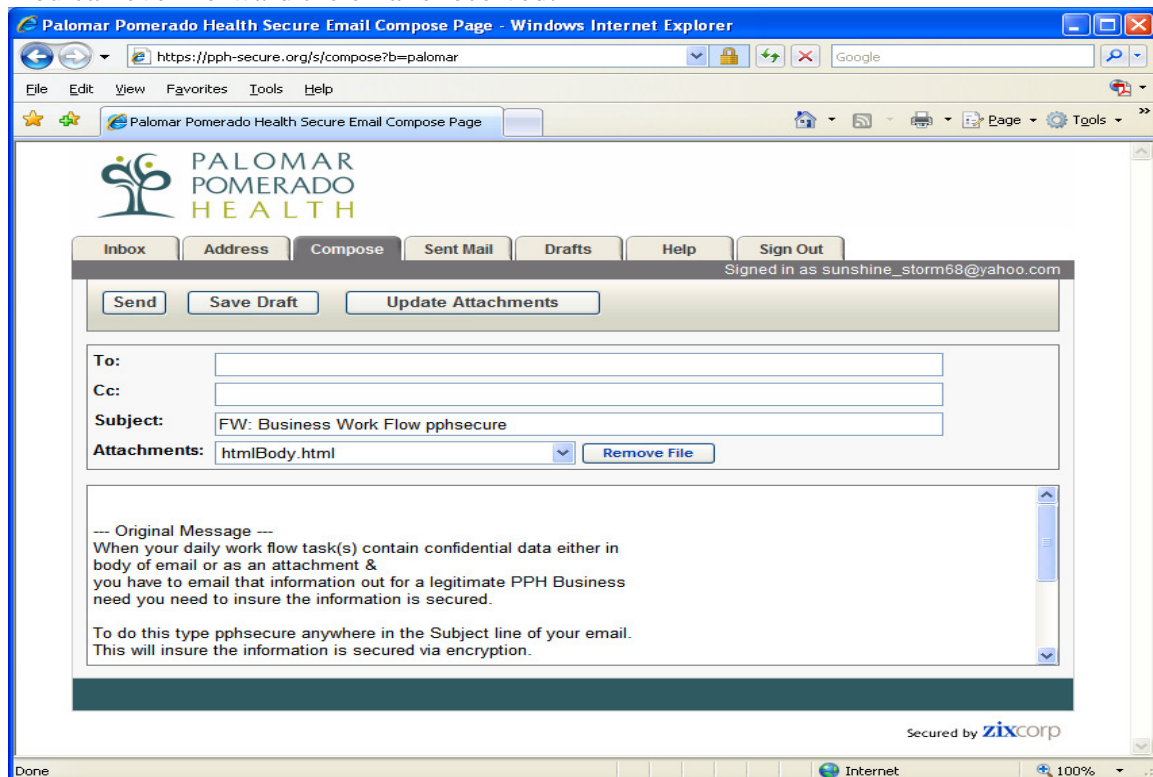 Palomar Pomerado Health Secure Email Compose Page - Windows Internet Explorer
https://pph-secure.org/s/compose?b=palomar
Google
File Edit View Favorites Tools Help
Palomar Pomerado Health Secure Email Compose Page
Page Tools »
PALOMAR
POMERADO
HEALTH
Inbox Address Compose Sent Mail Drafts Help Sign Out
Signed in as sunshine_storm68@yahoo.com
Send Save Draft Update Attachments
To:
Cc:
Subject: FW: Business Work Flow pphsecure
Attachments: htmlBody.html Remove File
--- Original Message ---
When your daily work flow task(s) contain confidential data either in
body of email or as an attachment &
you have to email that information out for a legitimate PPH Business
need you need to insure the information is secured.
To do this type pphsecure anywhere in the Subject line of your email.
This will insure the information is secured via encryption.
Secured by zixcorp
Done Internet 100%